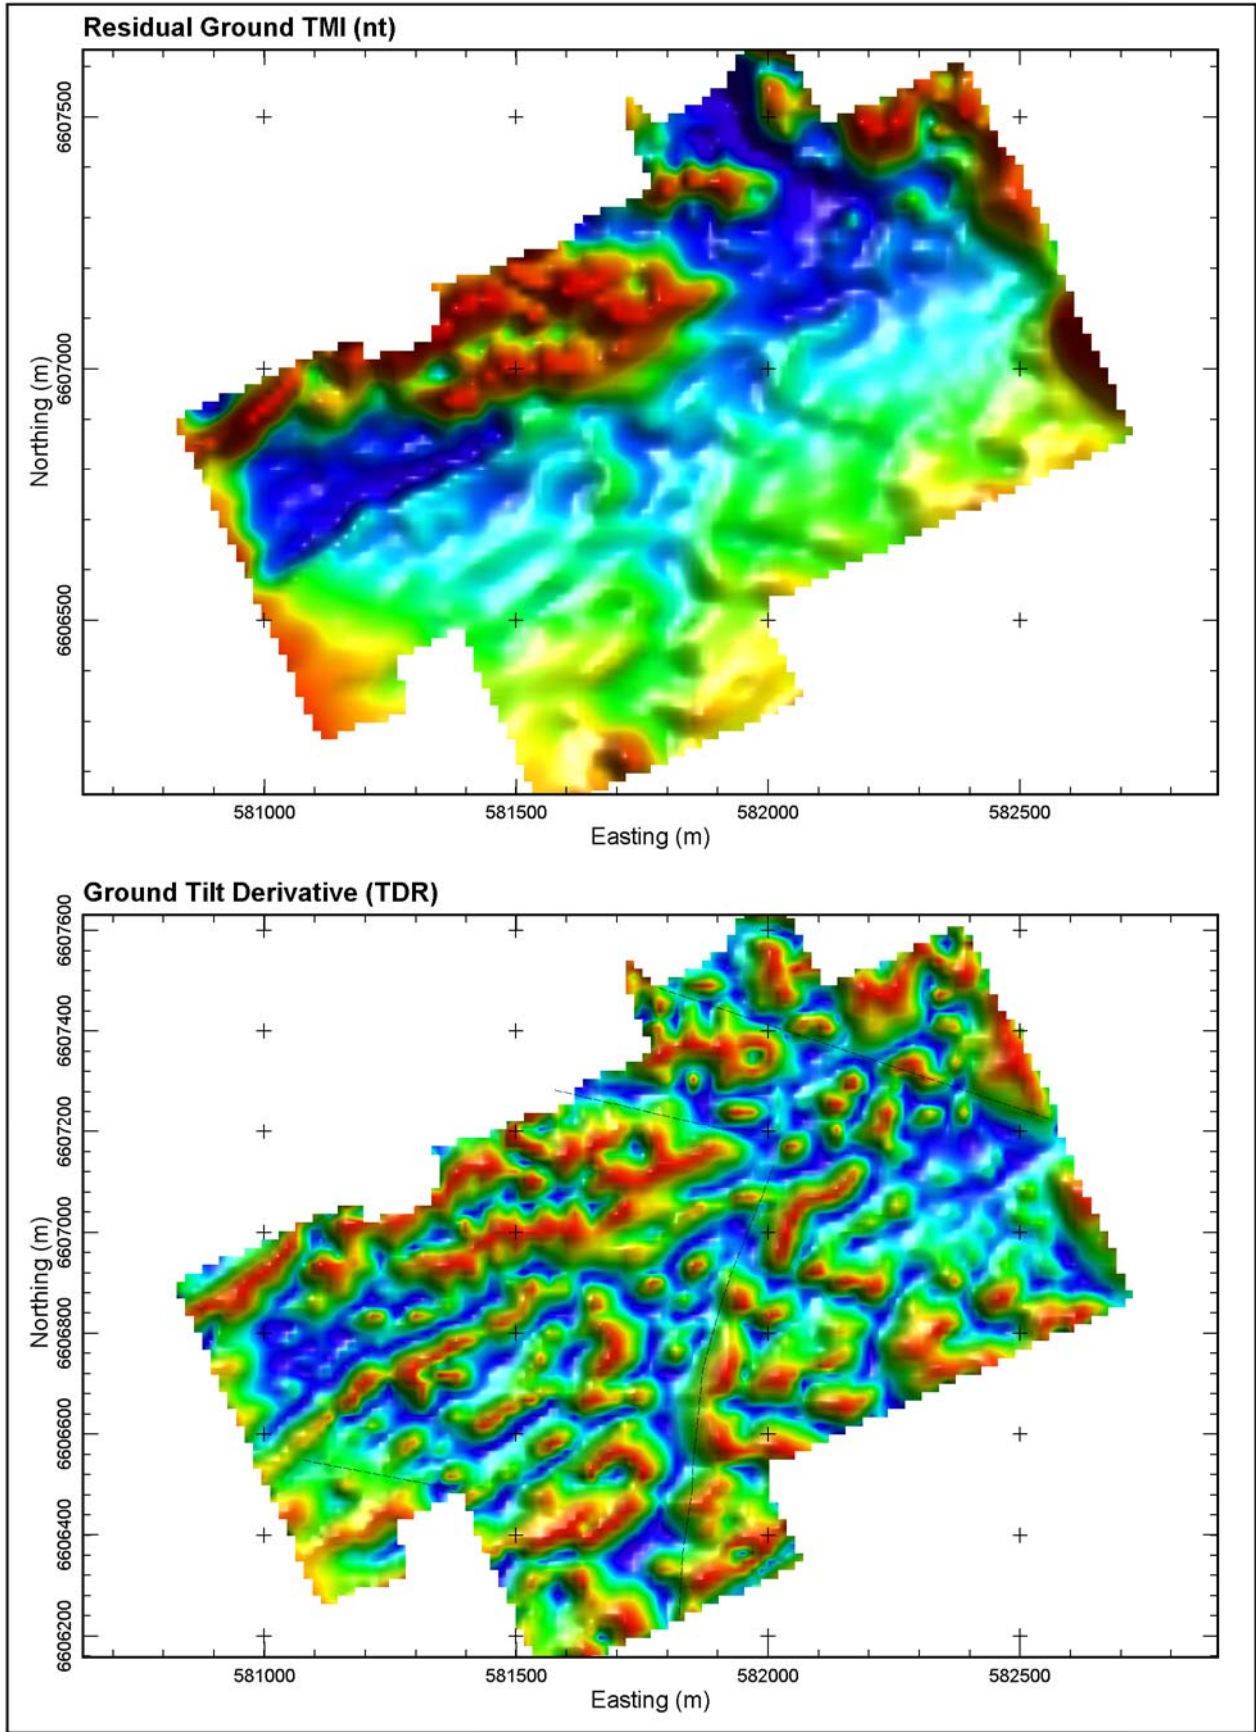 Residual Ground TMI (nt)
6607500
6607000
6606500
Northing (m)
581000 581500 582000 582500
Easting (m)
Ground Tilt Derivative (TDR)
6607600
6607400
6607200
6607000
6606800
6606600
6606400
6606200
Northing (m)
581000 581500 582000 582500
Easting (m)